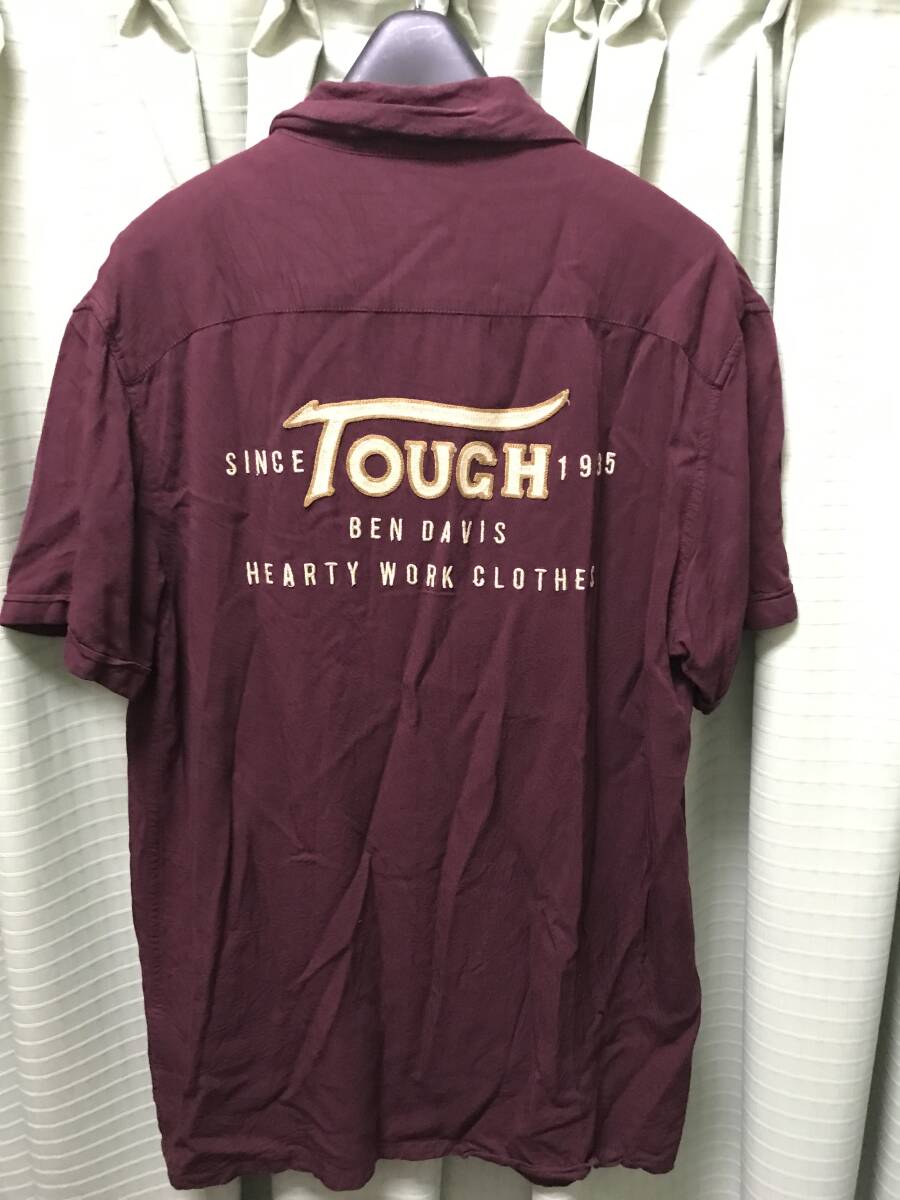 SINCE TOUGH 1935
BEN DAVIS
HEARTY WORK CLOTHES